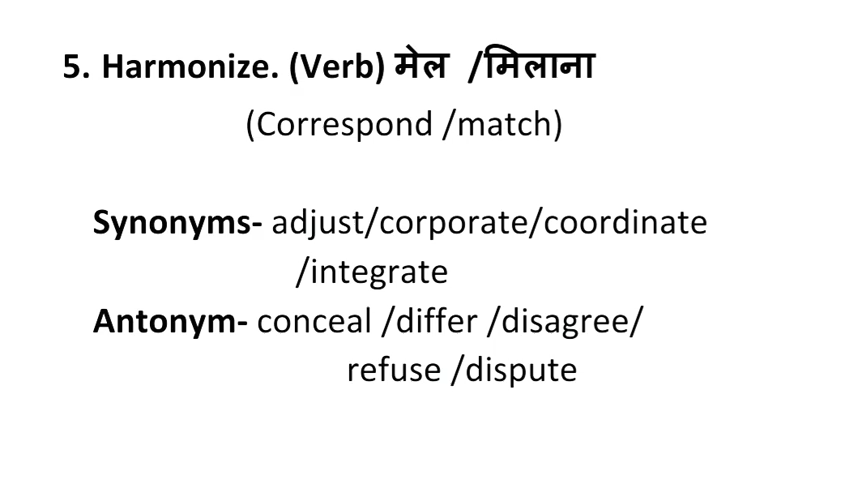 5. Harmonize. (Verb) मेल /मिलाना
(Correspond /match)
Synonyms- adjust/corporate/coordinate
/integrate
Antonym- conceal /differ /disagree/
refuse /dispute